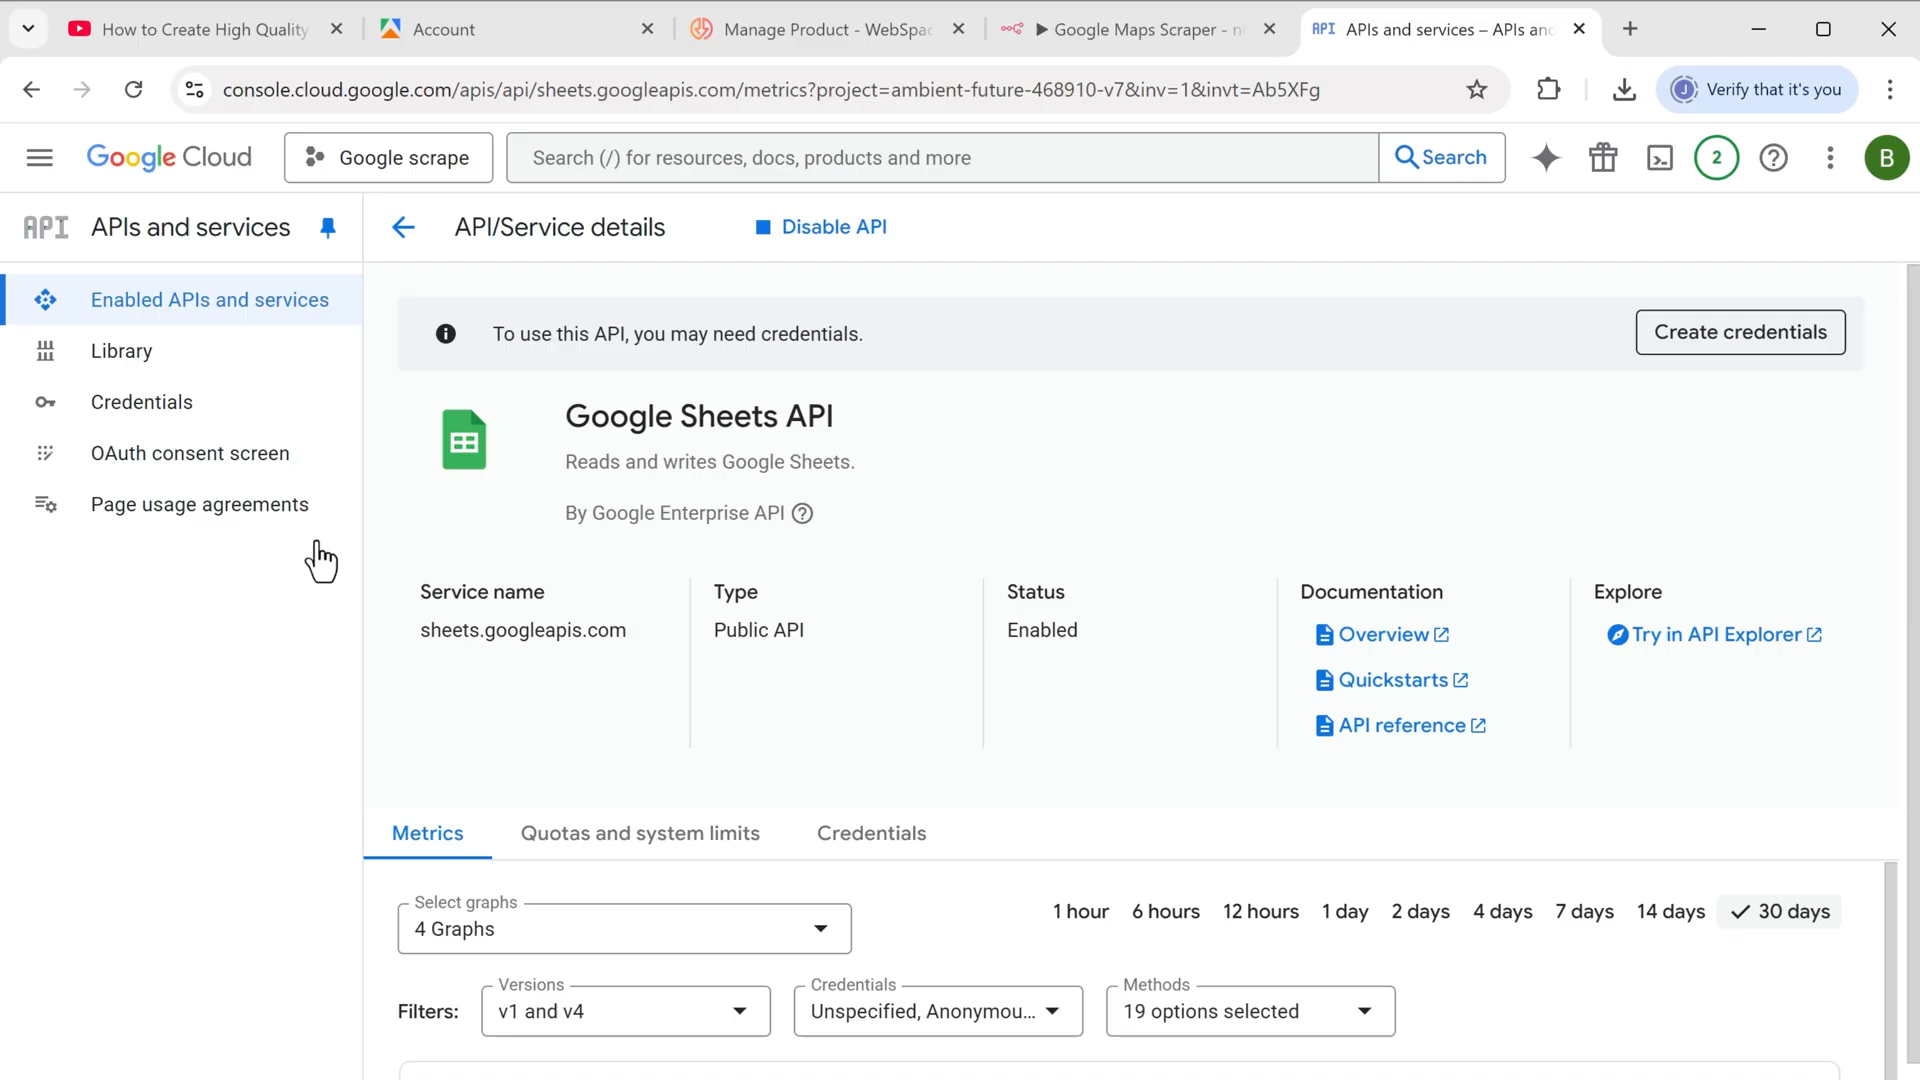 How to Create High Quality
Account
Manage Product - WebSpac
▶ Google Maps Scraper - n
API APIs and services – APIs an
console.cloud.google.com/apis/api/sheets.googleapis.com/metrics?project=ambient-future-468910-v7&inv=1&invt=Ab5XFg
J Verify that it's you
Google Cloud
Google scrape
Search (/) for resources, docs, products and more
Search
2
B
API APIs and services
API/Service details
Disable API
Enabled APIs and services
Library
Credentials
OAuth consent screen
Page usage agreements
To use this API, you may need credentials.
Create credentials
Google Sheets API
Reads and writes Google Sheets.
By Google Enterprise API
Service name
sheets.googleapis.com
Type
Public API
Status
Enabled
Documentation
Overview
Quickstarts
API reference
Explore
Try in API Explorer
Metrics
Quotas and system limits
Credentials
Select graphs
4 Graphs
1 hour 6 hours 12 hours 1 day 2 days 4 days 7 days 14 days 30 days
Filters:
Versions
v1 and v4
Credentials
Unspecified, Anonymou...
Methods
19 options selected